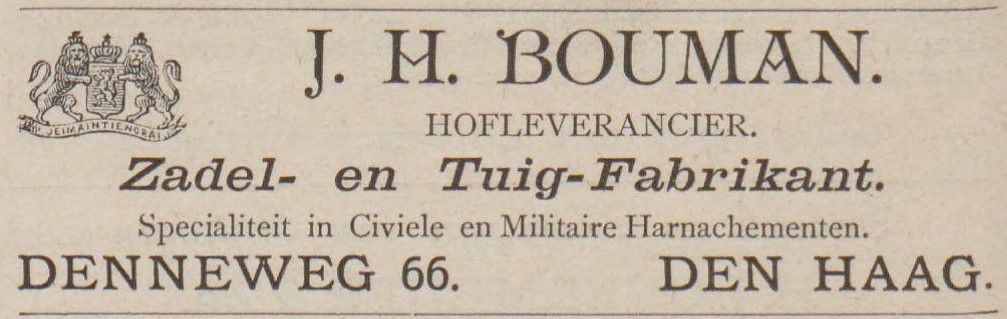 J. H. BOUMAN.
JE MAINTIENDRAI
HOFLEVERANCIER.
Zadel- en Tuig-Fabrikant.
Specialiteit in Civiele en Militaire Harnachementen.
DENNEWEG 66. DEN HAAG.